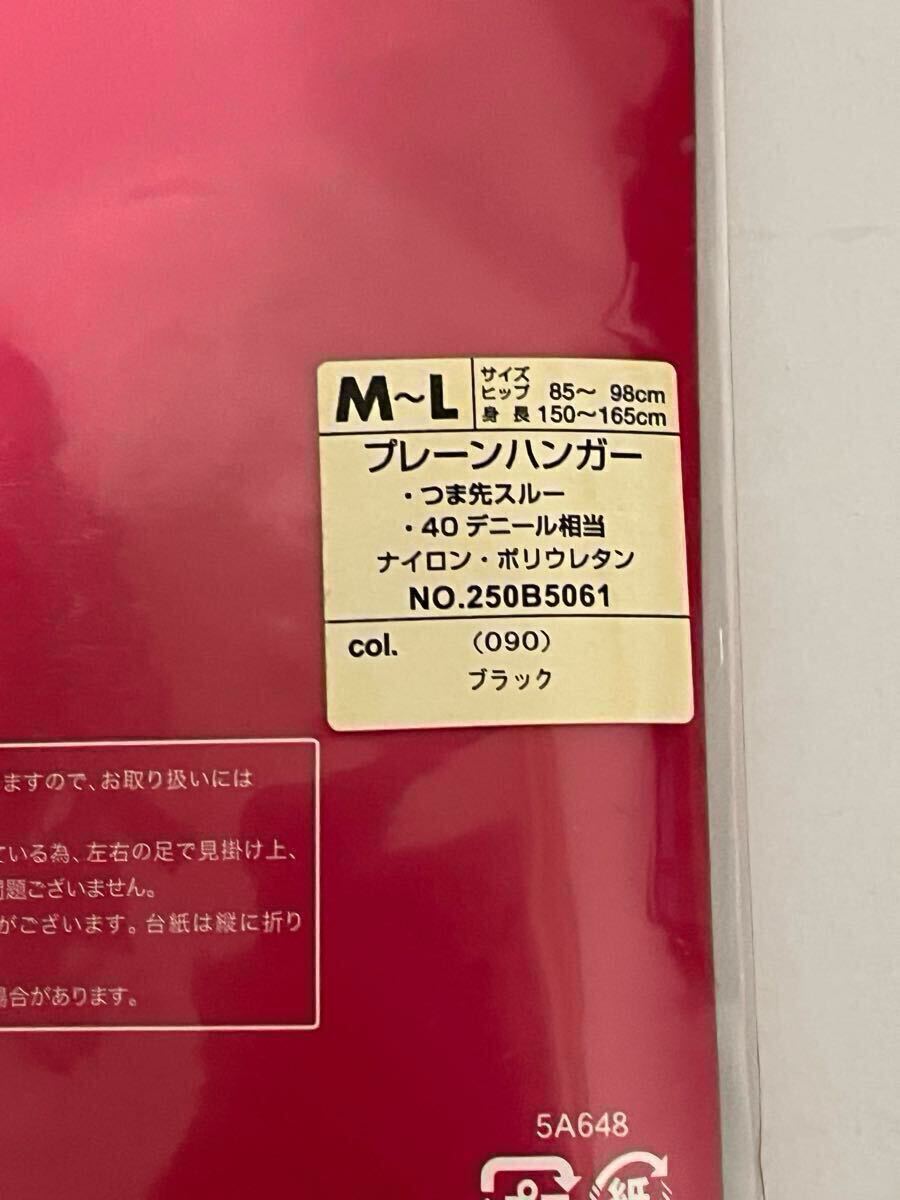 M〜L
サイズ
ヒップ 85〜 98cm
身長 150〜165cm
プレーンハンガー
・つま先スルー
・40デニール相当
ナイロン・ポリウレタン
NO.250B5061
col. (090)
ブラック
ますので、お取り扱いには
ている為、左右の足で見掛け上、
問題ございません。
がございます。台紙は縦に折り
場合があります。
5A648
紙